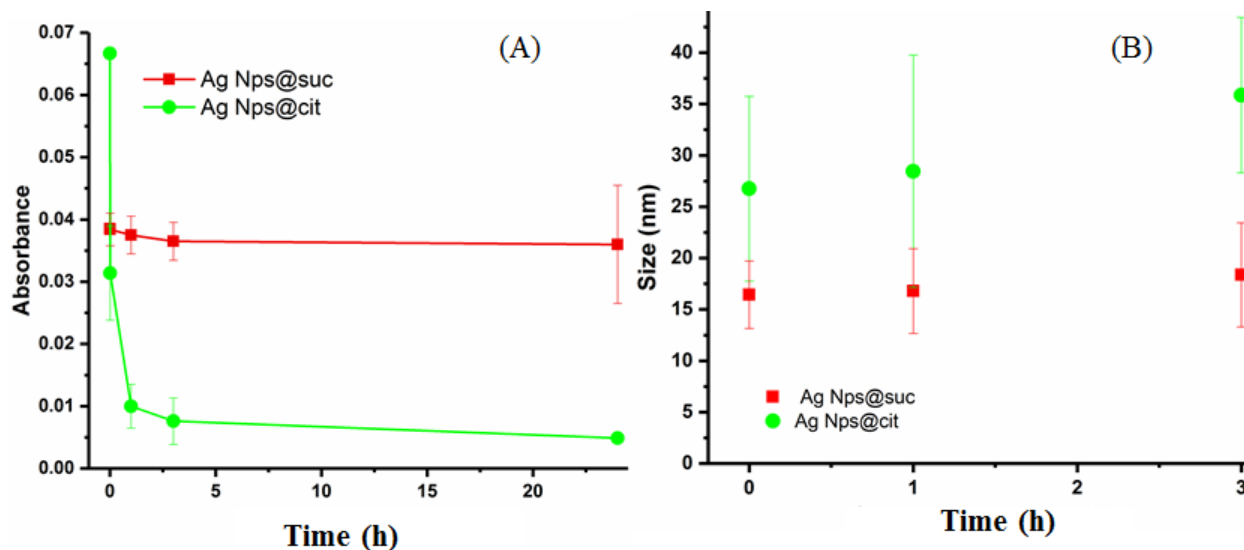 (A)
0.07
0.06
0.05
0.04
0.03
0.02
0.01
0.00
Absorbance
Ag Nps@suc
Ag Nps@cit
0 5 10 15 20
Time (h)
(B)
40
35
30
25
20
15
10
5
0
Size (nm)
Ag Nps@suc
Ag Nps@cit
0 1 2 3
Time (h)